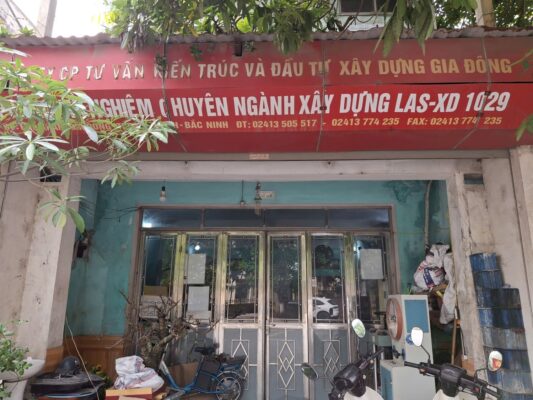 CP TƯ VẤN KIẾN TRÚC VÀ ĐẦU TƯ XÂY DỰNG GIA ĐÔNG
NGHIỆM CHUYÊN NGÀNH XÂY DỰNG LAS-XD 1029
BẮC NINH ĐT: 02413 505 517 - 02413 774 235 FAX: 02413 774 235